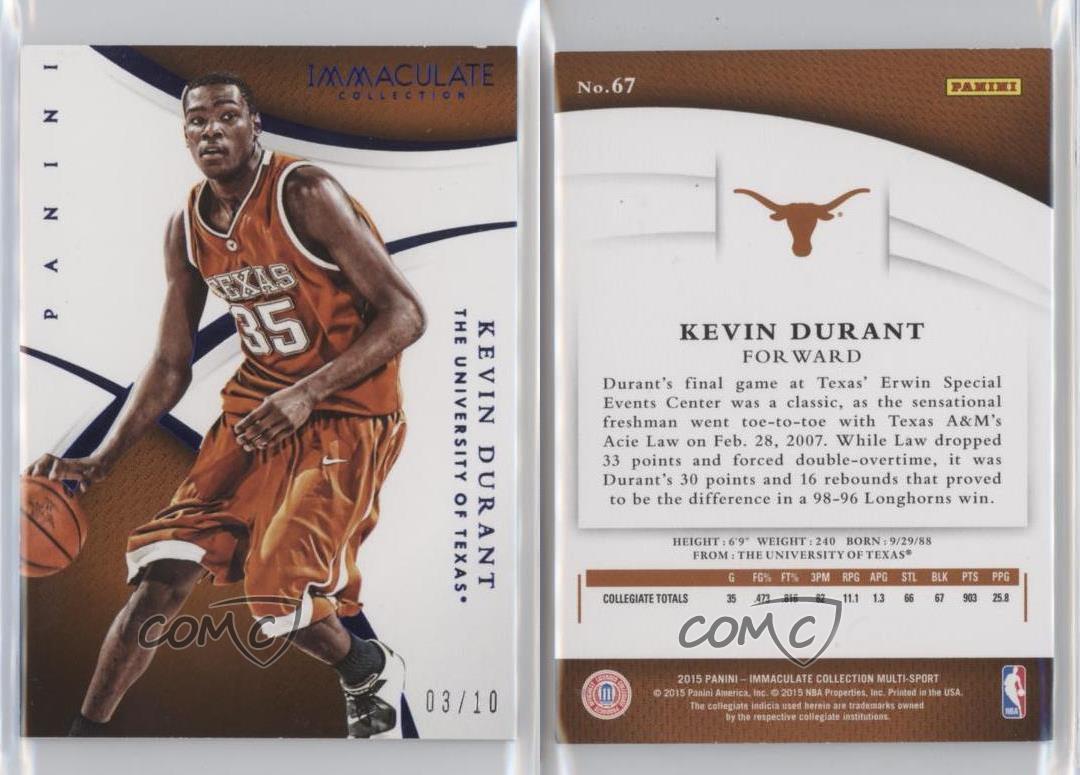 PANINI
IMMACULATE
COLLECTION
TEXAS
35
KEVIN DURANT
THE UNIVERSITY OF TEXAS®
03/10
COMC
No.67
PANINI
KEVIN DURANT
FORWARD
Durant's final game at Texas' Erwin Special
Events Center was a classic, as the sensational
freshman went toe-to-toe with Texas A&M's
Acie Law on Feb. 28, 2007. While Law dropped
33 points and forced double-overtime, it was
Durant's 30 points and 16 rebounds that proved
to be the difference in a 98-96 Longhorns win.
HEIGHT: 6'9" WEIGHT: 240 BORN: 9/29/88
FROM: THE UNIVERSITY OF TEXAS®
G FG% FT% 3PM RPG APG STL BLK PTS PPG
COLLEGIATE TOTALS 35 .473 .816 82 11.1 1.3 66 67 903 25.8
COMC
2015 PANINI – IMMACULATE COLLECTION MULTI-SPORT
© 2015 Panini America, Inc. © 2015 NBA Properties, Inc. Printed in the USA.
The collegiate indicia used herein are trademarks owned
by the respective collegiate institutions.
NBA